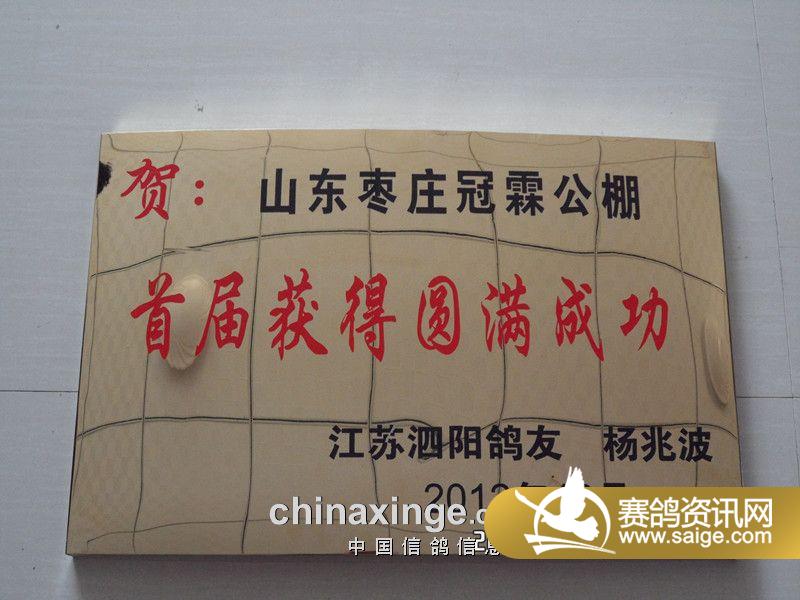 贺： 山东枣庄冠霖公棚
首届获得圆满成功
江苏泗阳鸽友 杨兆波
chinaxinge.c
中国信鸽信息
赛鸽资讯网
www.saige.com